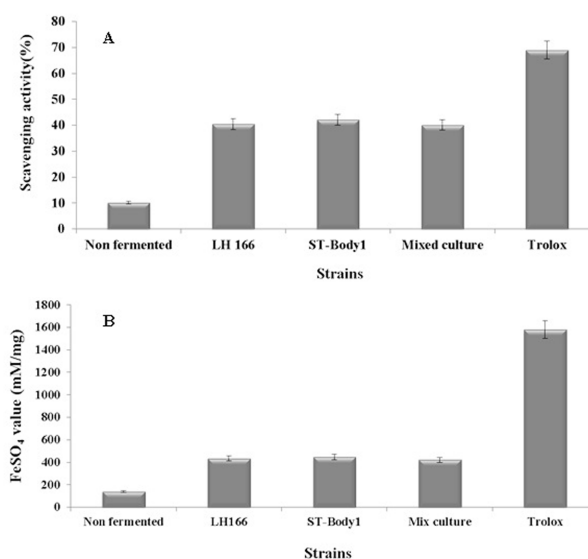 A
Scavenging activity(%)
80
70
60
50
40
30
20
10
0
Non fermented LH 166 ST-Body1 Mixed culture Trolox
Strains
B
FeSO4 value (mM/mg)
1800
1600
1400
1200
1000
800
600
400
200
0
Non fermented LH166 ST-Body1 Mix culture Trolox
Strains